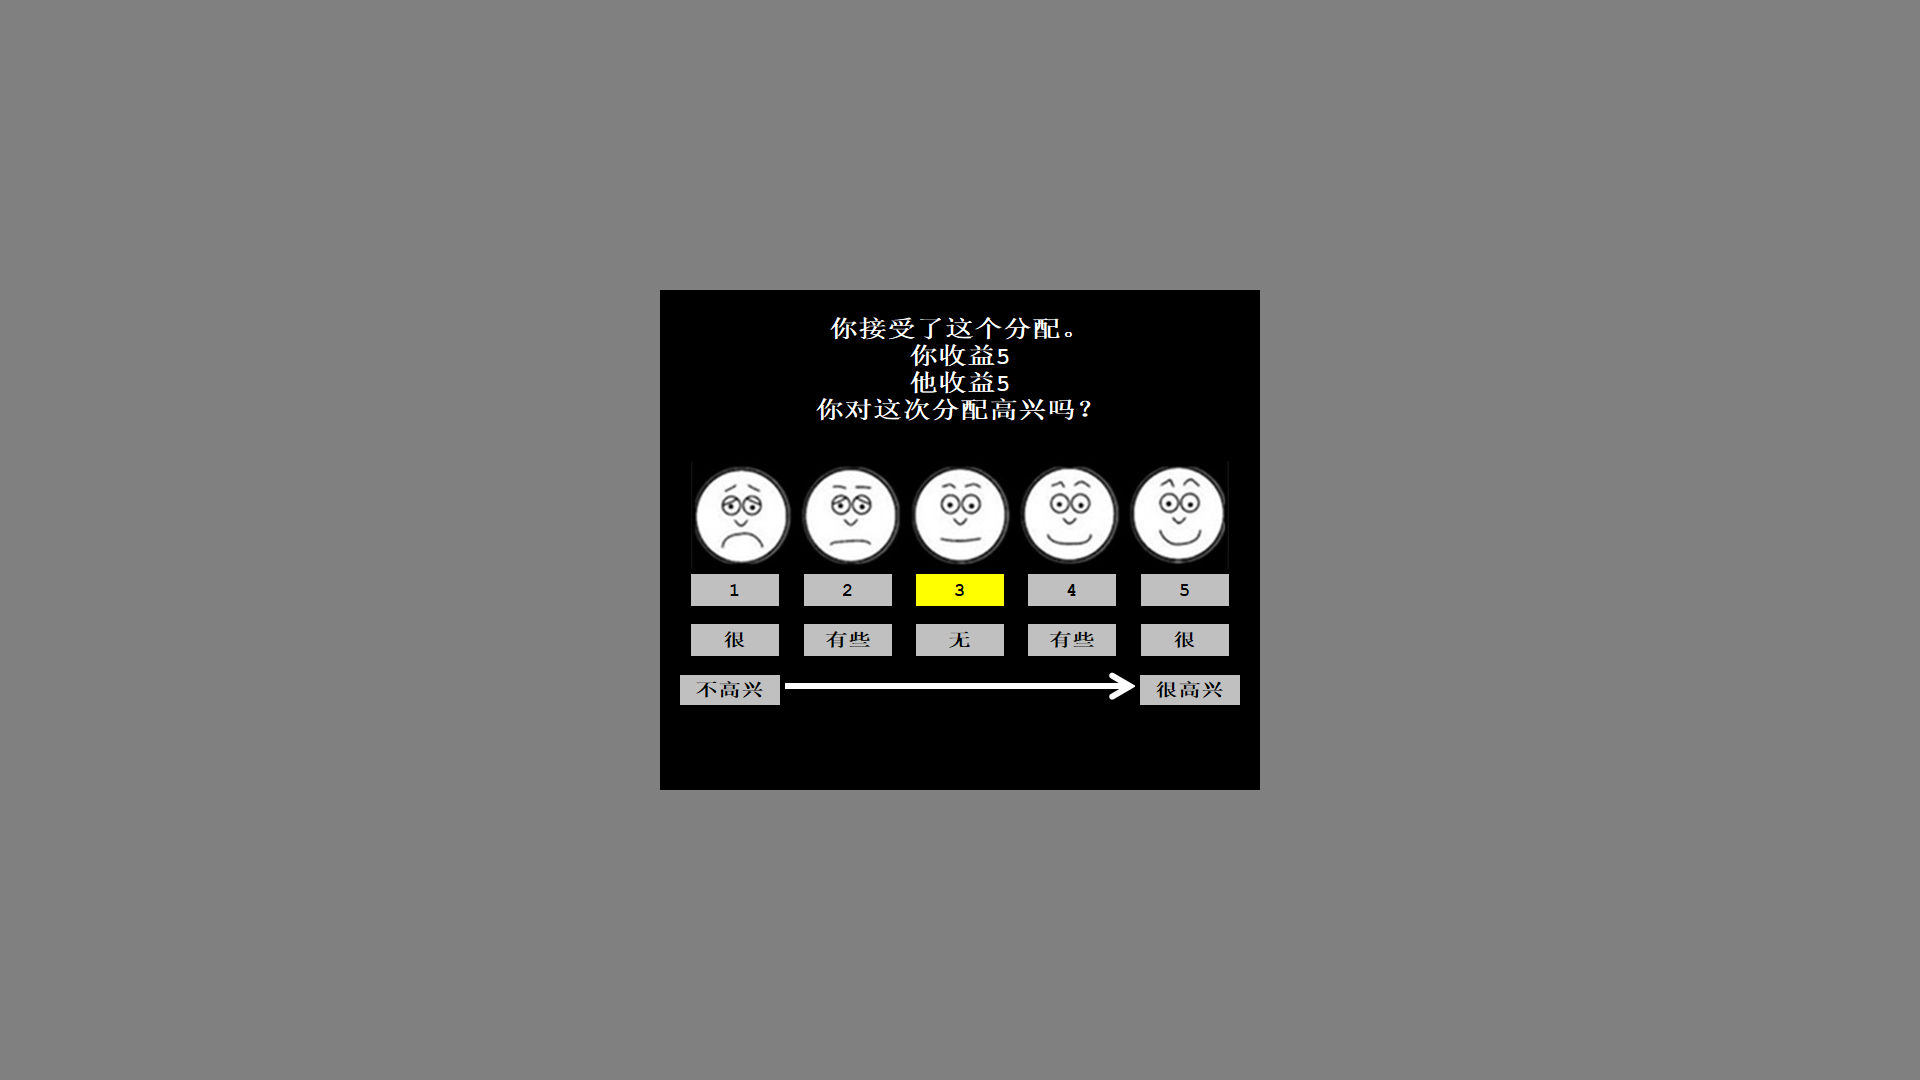 你接受了这个分配。
你收益5
他收益5
你对这次分配高兴吗?
1 2 3 4 5
很 有些 无 有些 很
不高兴 很高兴